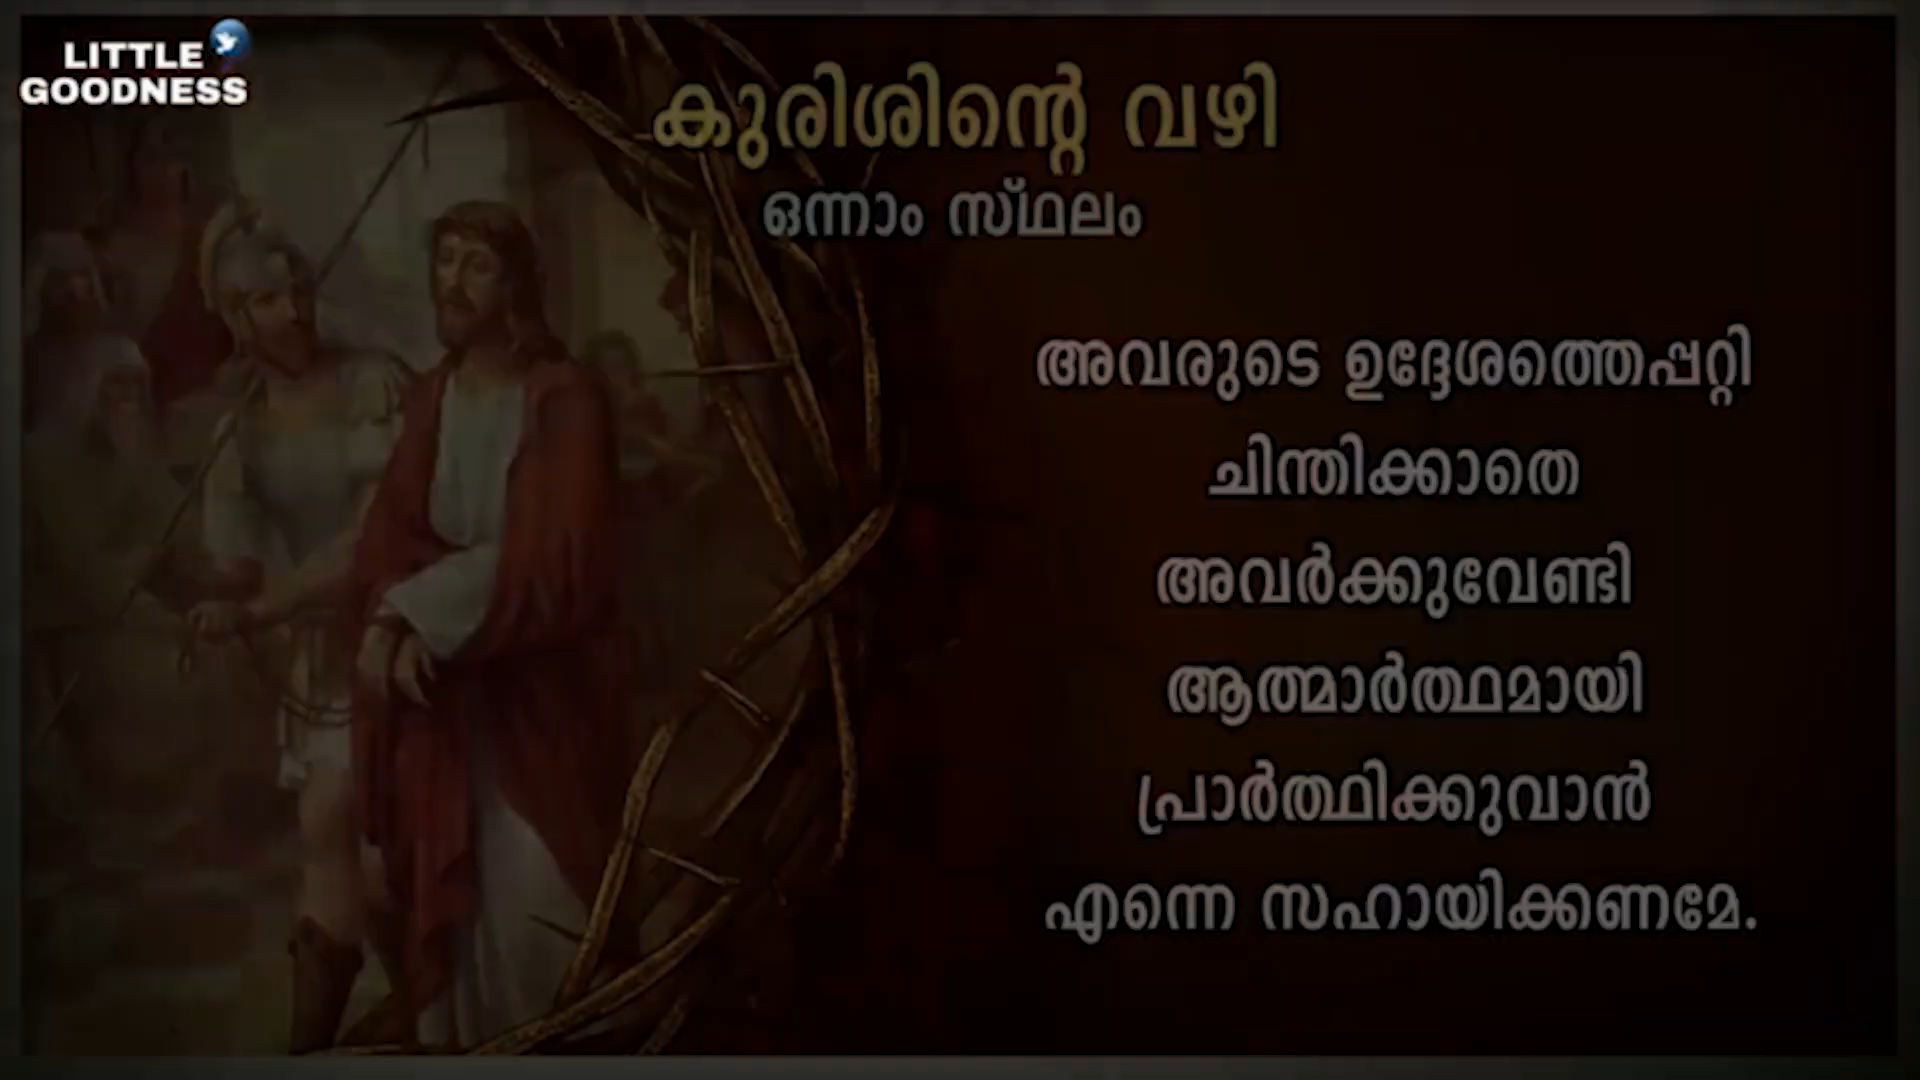 LITTLE
GOODNESS
കുരിശിന്റെ വഴി
ഒന്നാം സ്ഥലം
അവരുടെ ഉദ്ദേശത്തെപ്പറ്റി
ചിന്തിക്കാതെ
അവർക്കുവേണ്ടി
ആത്മാർത്ഥമായി
പ്രാർത്ഥിക്കുവാൻ
എന്നെ സഹായിക്കണമേ.